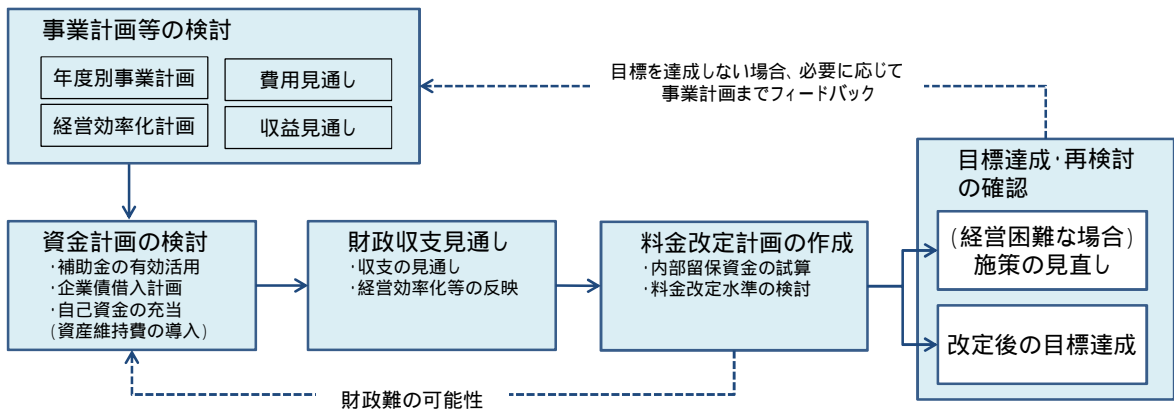 事業計画等の検討
年度別事業計画
費用見通し
経営効率化計画
収益見通し
目標を達成しない場合、必要に応じて
事業計画までフィードバック
資金計画の検討
・補助金の有効活用
・企業債借入計画
・自己資金の充当
(資産維持費の導入)
財政収支見通し
・収支の見通し
・経営効率化等の反映
料金改定計画の作成
・内部留保資金の試算
・料金改定水準の検討
目標達成・再検討
の確認
(経営困難な場合)
施策の見直し
改定後の目標達成
財政難の可能性